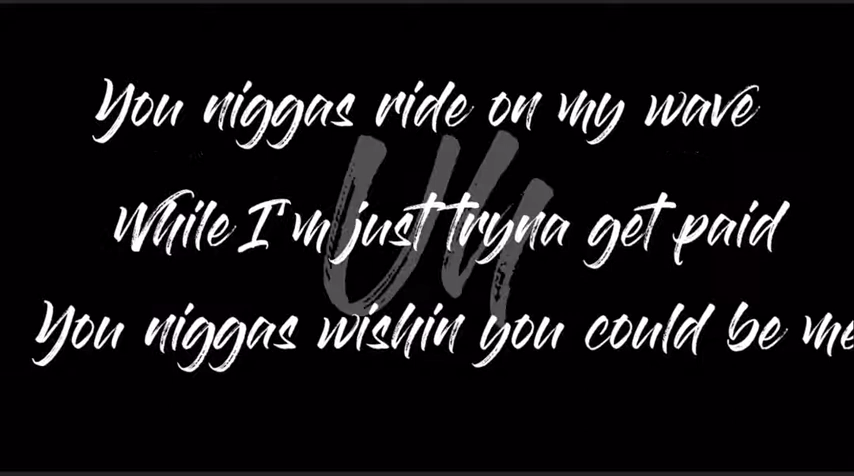 You niggas ride on my wave
While I'm just tryna get paid
You niggas wishin you could be me